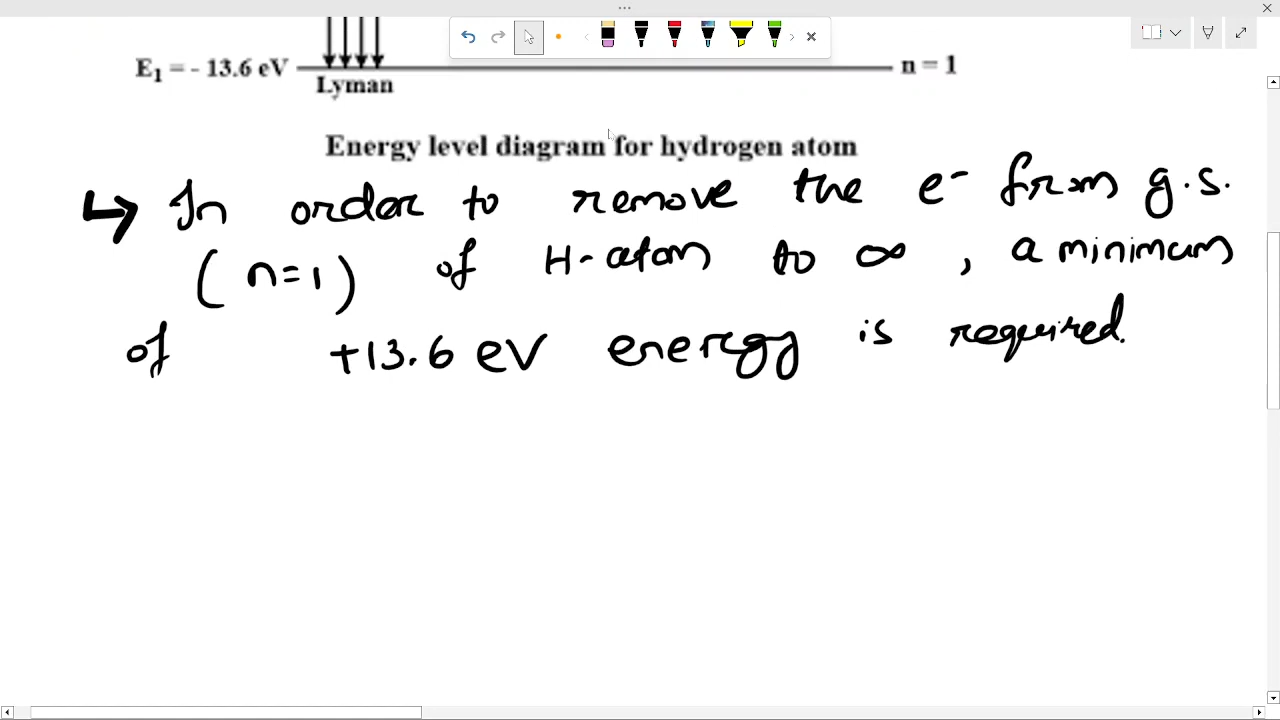 E₁ = - 13.6 eV n = 1
Lyman
Energy level diagram for hydrogen atom
↳ In order to remove the e⁻ from g.s.
( n=1 ) of H-atom to ∞ , a minimum
of +13.6 eV energy is required.